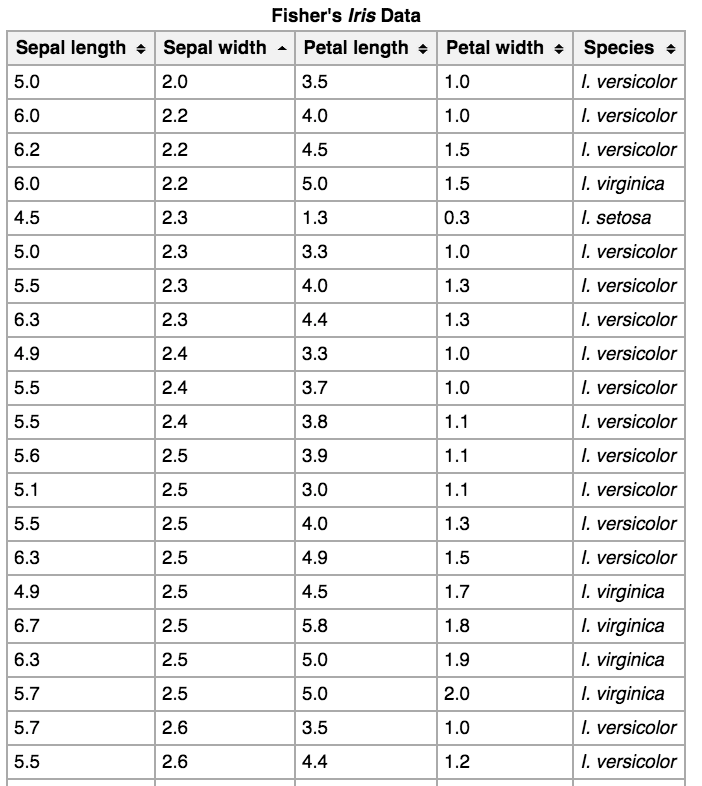 Fisher's Iris Data
Sepal length Sepal width Petal length Petal width Species
5.0 2.0 3.5 1.0 I. versicolor
6.0 2.2 4.0 1.0 I. versicolor
6.2 2.2 4.5 1.5 I. versicolor
6.0 2.2 5.0 1.5 I. virginica
4.5 2.3 1.3 0.3 I. setosa
5.0 2.3 3.3 1.0 I. versicolor
5.5 2.3 4.0 1.3 I. versicolor
6.3 2.3 4.4 1.3 I. versicolor
4.9 2.4 3.3 1.0 I. versicolor
5.5 2.4 3.7 1.0 I. versicolor
5.5 2.4 3.8 1.1 I. versicolor
5.6 2.5 3.9 1.1 I. versicolor
5.1 2.5 3.0 1.1 I. versicolor
5.5 2.5 4.0 1.3 I. versicolor
6.3 2.5 4.9 1.5 I. versicolor
4.9 2.5 4.5 1.7 I. virginica
6.7 2.5 5.8 1.8 I. virginica
6.3 2.5 5.0 1.9 I. virginica
5.7 2.5 5.0 2.0 I. virginica
5.7 2.6 3.5 1.0 I. versicolor
5.5 2.6 4.4 1.2 I. versicolor